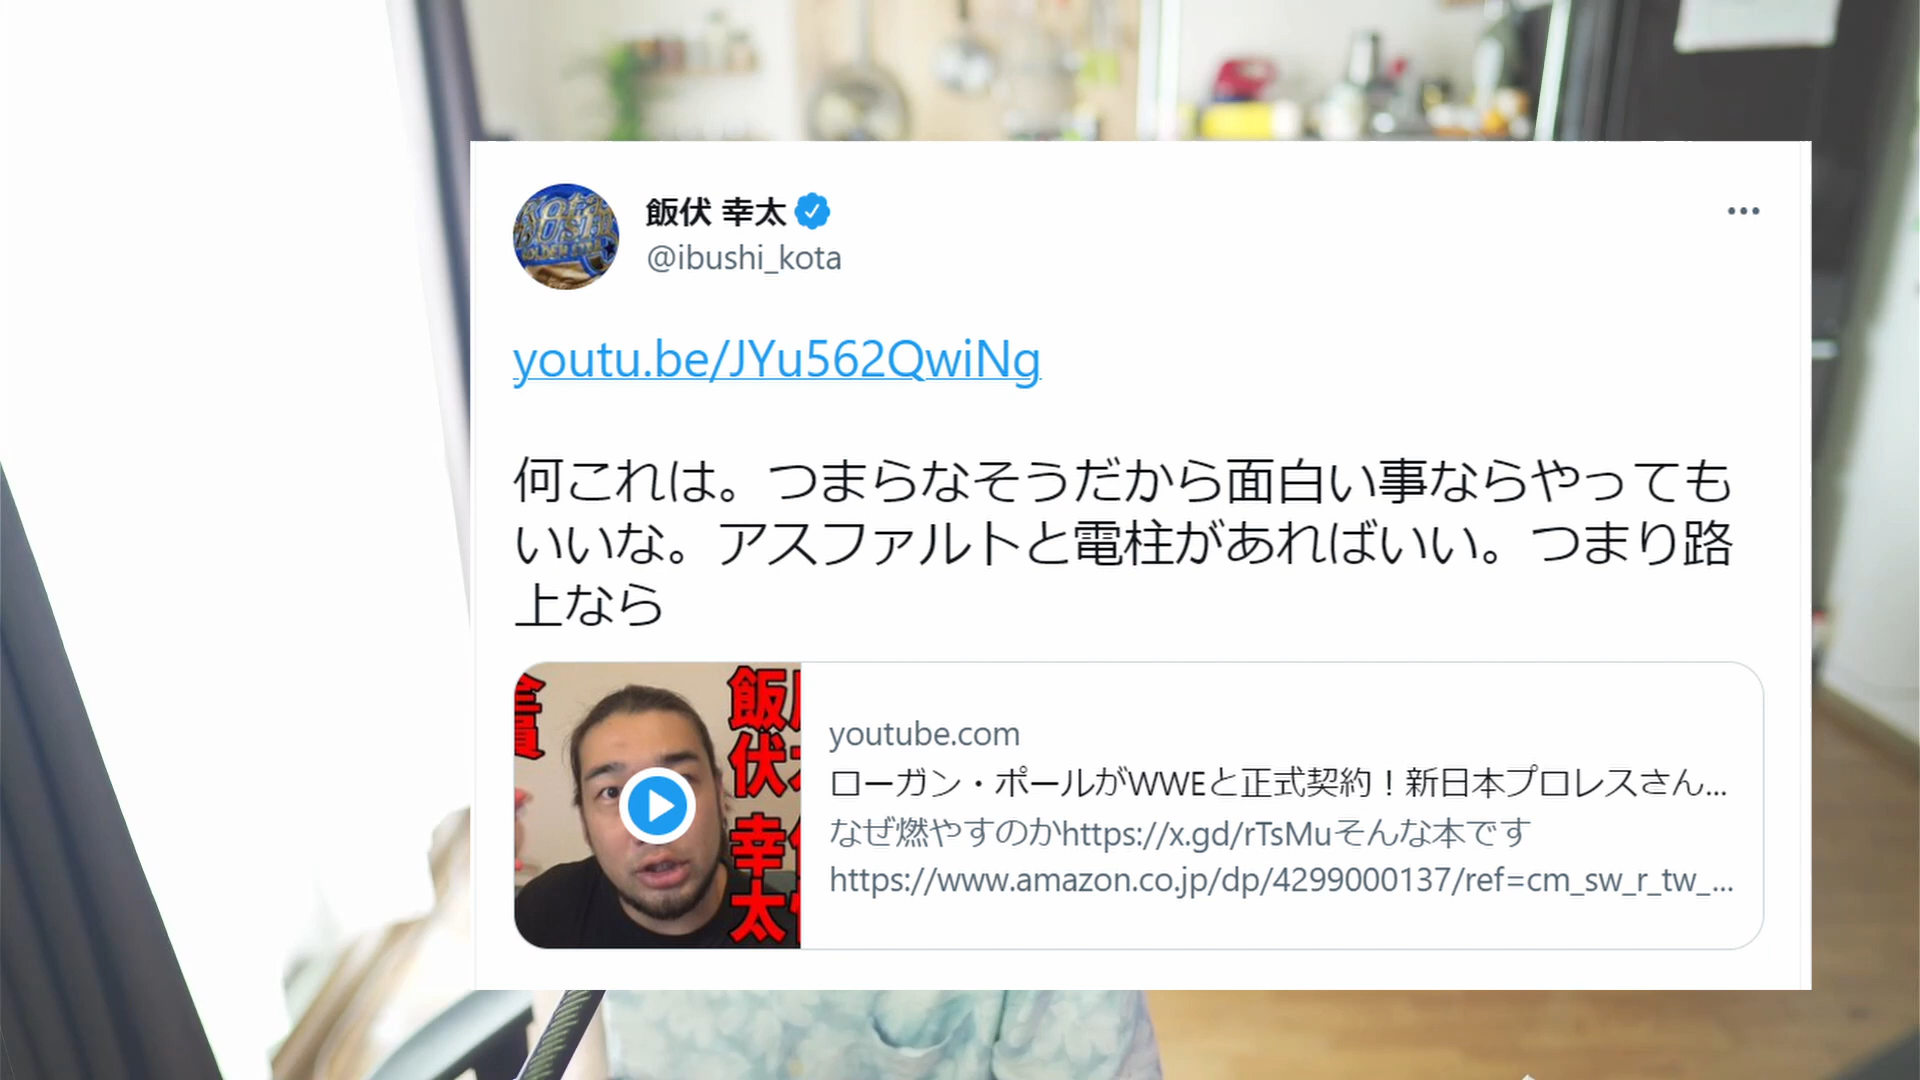 飯伏 幸太
@ibushi_kota
youtu.be/JYu562QwiNg
何これは。つまらなそうだから面白い事ならやっても
いいな。アスファルトと電柱があればいい。つまり路
上なら
飯伏
幸太
youtube.com
ローガン・ポールがWWEと正式契約！新日本プロレスさん...
なぜ燃やすのかhttps://x.gd/rTsMuそんな本です
https://www.amazon.co.jp/dp/4299000137/ref=cm_sw_r_tw_...